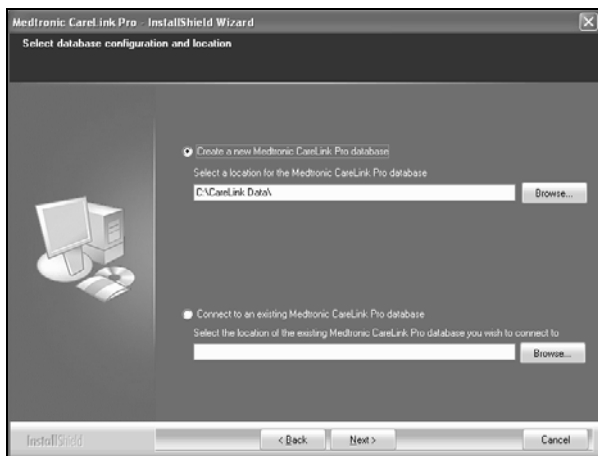 Medtronic CareLink Pro - InstallShield Wizard
Select database configuration and location
Create a new Medtronic CareLink Pro database
Select a location for the Medtronic CareLink Pro database
C:\CareLink Data\
Browse...
Connect to an existing Medtronic CareLink Pro database
Select the location of the existing Medtronic CareLink Pro database you wish to connect to
Browse...
InstallShield
< Back
Next >
Cancel